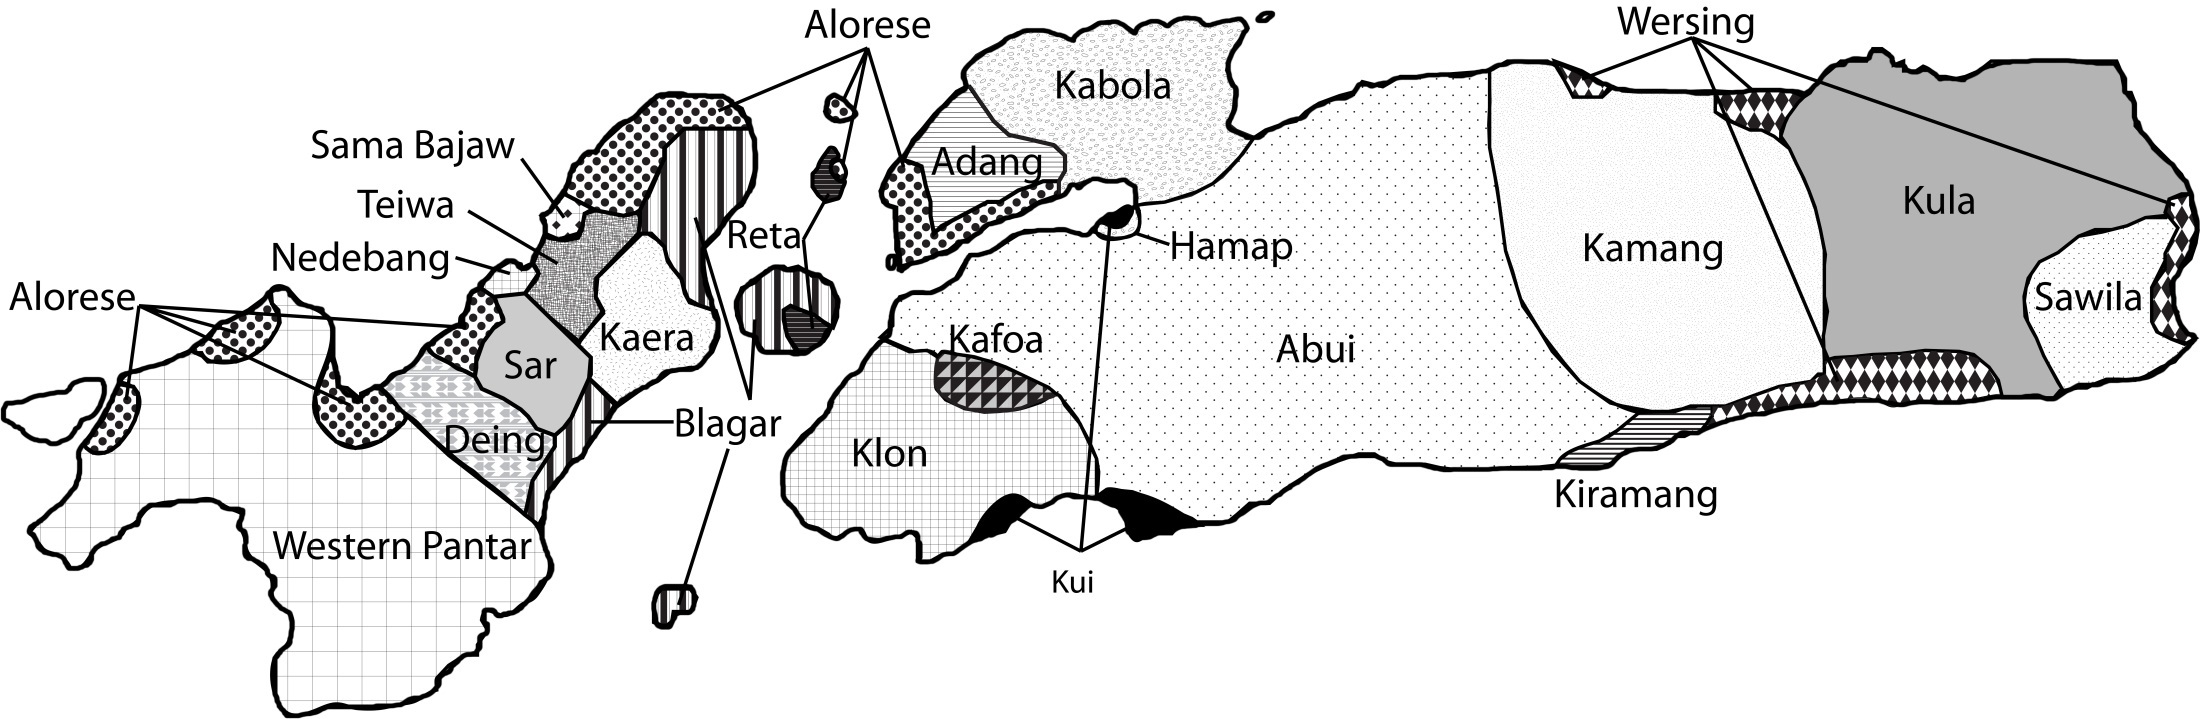 Alorese
Wersing
Kabola
Sama Bajaw
Adang
Teiwa
Kula
Reta
Nedebang
Hamap
Kamang
Alorese
Sawila
Kaera
Kafoa
Abui
Sar
Blagar
Deing
Klon
Kiramang
Western Pantar
Kui